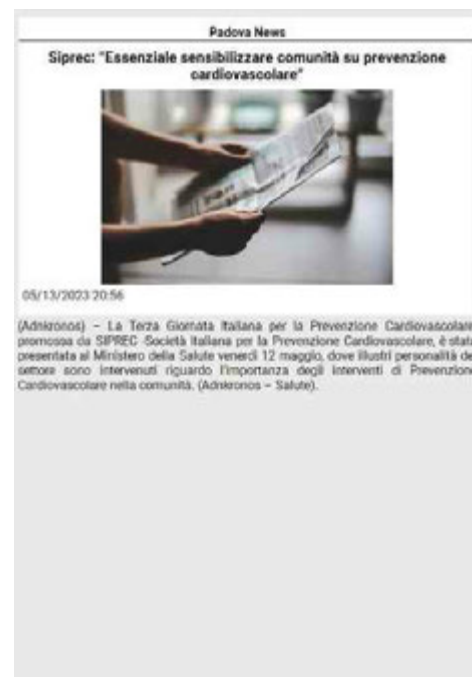 Padova News
Siprec: "Essenziale sensibilizzare comunità su prevenzione
cardiovascolare"
05/13/2023 20:56
(Adnkronos) – La Terza Giornata Italiana per la Prevenzione Cardiovascolare
promossa da SIPREC -Società Italiana per la Prevenzione Cardiovascolare, è stata
presentata al Ministero della Salute venerdì 12 maggio, dove illustri personalità de
settore sono intervenuti riguardo l'importanza degli interventi di Prevenzione
Cardiovascolare nella comunità. (Adnkronos – Salute).